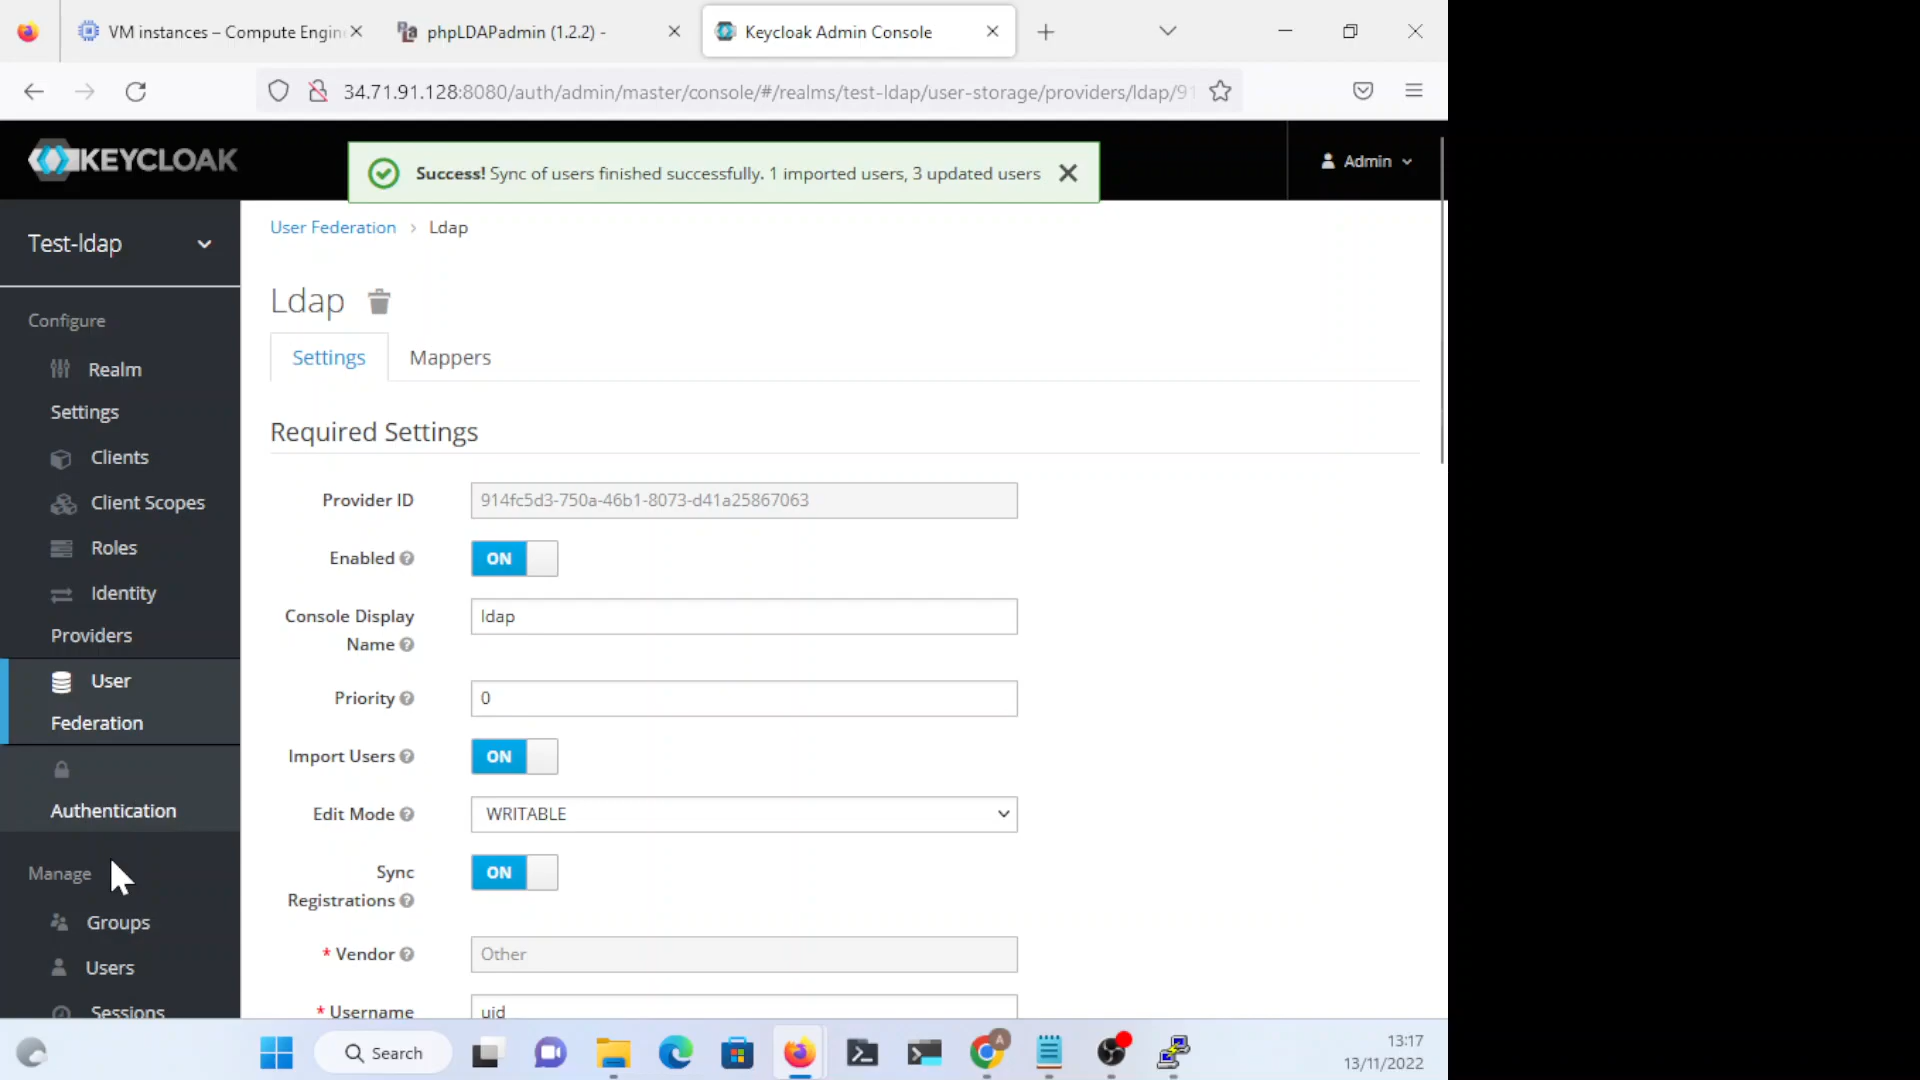 VM instances – Compute Engin
phpLDAPadmin (1.2.2) -
Keycloak Admin Console
34.71.91.128:8080/auth/admin/master/console/#/realms/test-ldap/user-storage/providers/ldap/91
KEYCLOAK
Success! Sync of users finished successfully. 1 imported users, 3 updated users
Admin
Test-ldap
Configure
Realm
Settings
Clients
Client Scopes
Roles
Identity
Providers
User
Federation
Authentication
Manage
Groups
Users
Sessions
User Federation > Ldap
Ldap
Settings
Mappers
Required Settings
Provider ID
914fc5d3-750a-46b1-8073-d41a25867063
Enabled
ON
Console Display
Name
ldap
Priority
0
Import Users
ON
Edit Mode
WRITABLE
Sync
Registrations
ON
* Vendor
Other
* Username
uid
Search
A
13:17
13/11/2022